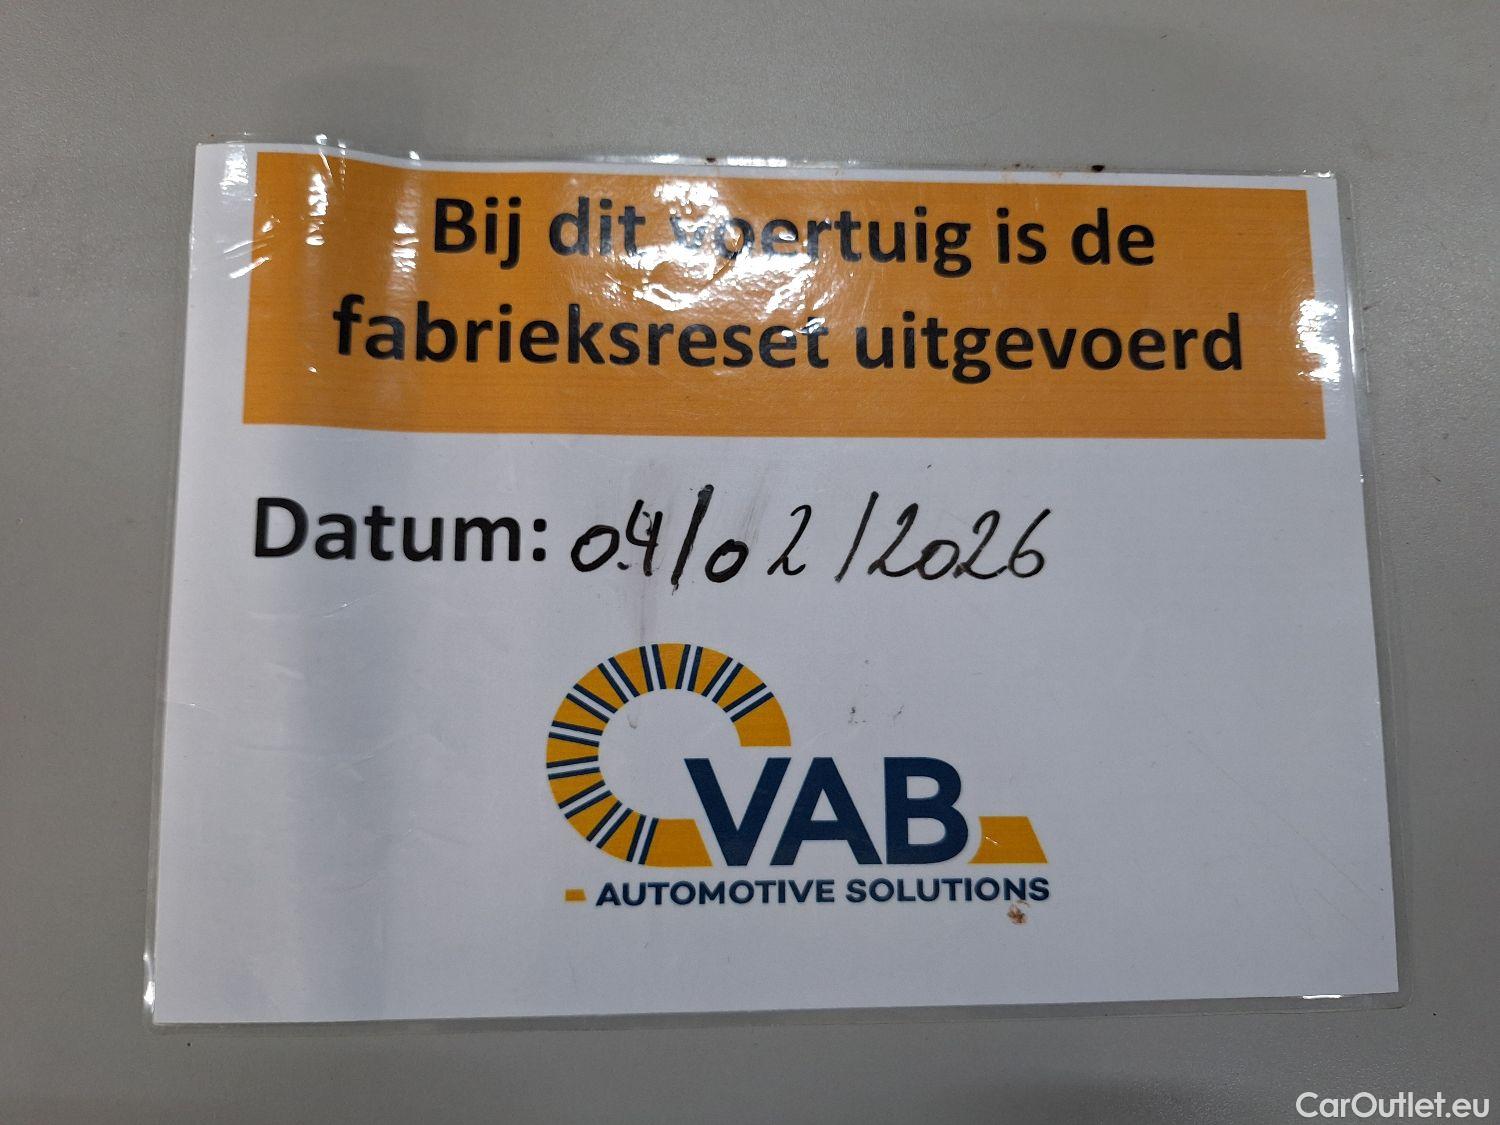 Bij dit voertuig is de
fabrieksreset uitgevoerd
Datum: 04/02/2026
VAB
AUTOMOTIVE SOLUTIONS
CarOutlet.eu